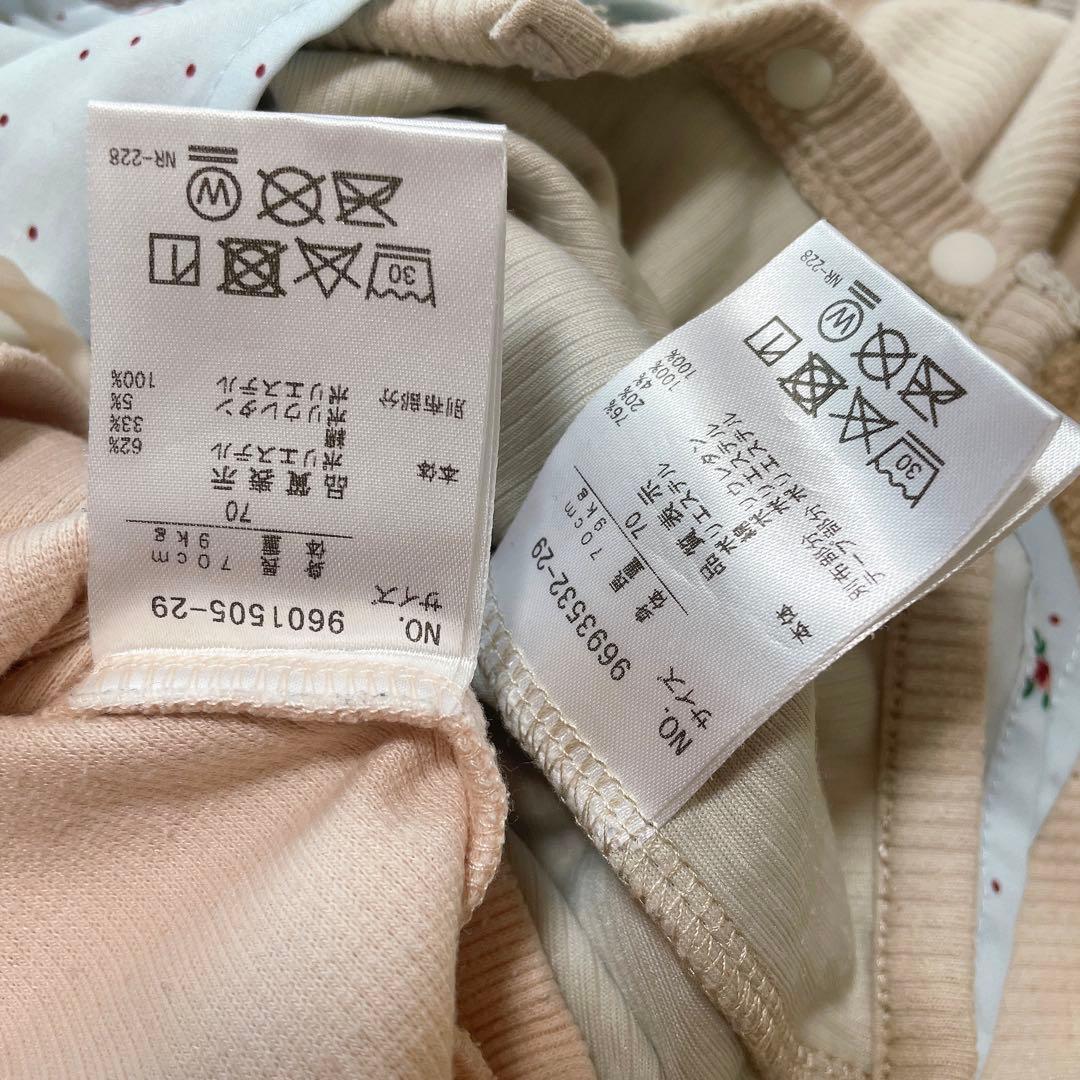 NO. 9601505-29
サイズ
身長 70cm
体重 9kg
70
品質表示
本体 ポリエステル 62%
綿 33%
ポリウレタン 5%
別布部分 ポリエステル 100%
30
W
NR-228
NO. 9693532-29
サイズ
身長 70cm
体重 9kg
70
品質表示
本体 ポリエステル 76%
綿 20%
ポリウレタン 4%
別布部分 ポリエステル 100%
テープ部分 ポリエステル 100%
30
W
NR-228